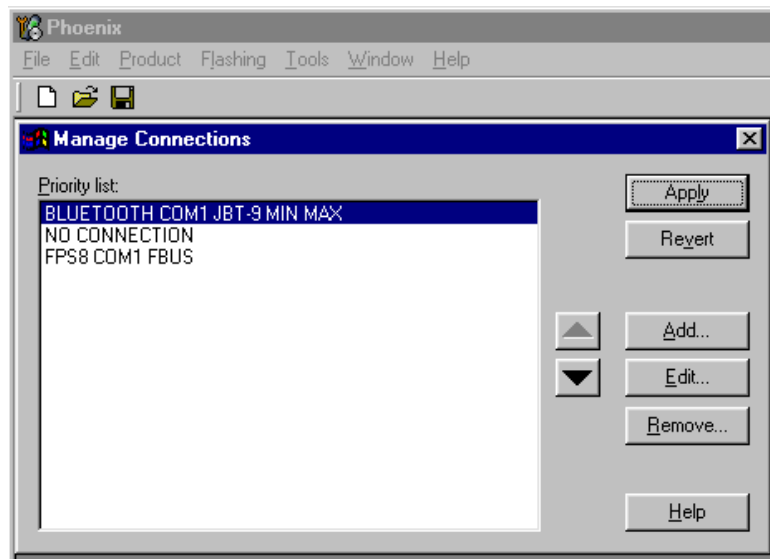 Phoenix
File Edit Product Flashing Tools Window Help
Manage Connections
Priority list:
BLUETOOTH COM1 JBT-9 MIN MAX
NO CONNECTION
FPS8 COM1 FBUS
Apply
Revert
Add...
Edit...
Remove...
Help